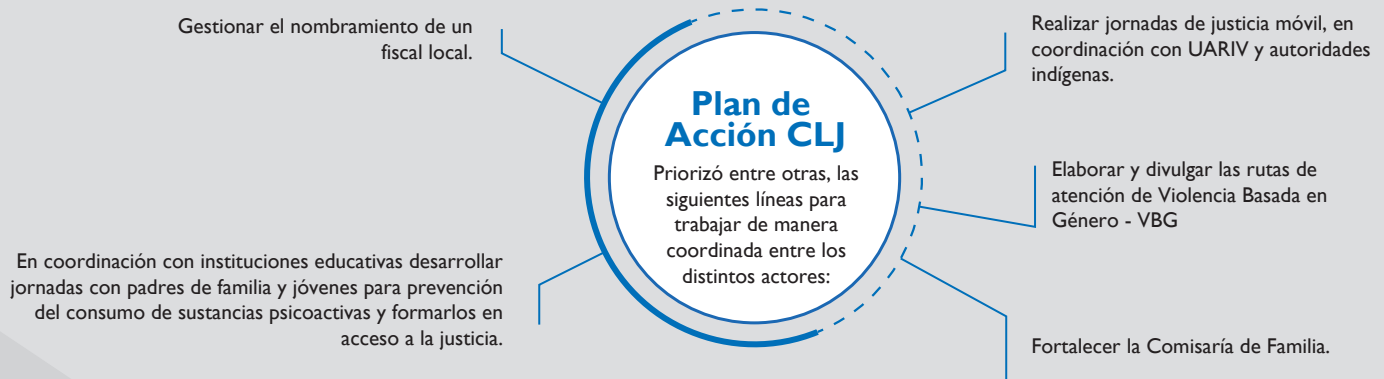 Gestionar el nombramiento de un
fiscal local.
Realizar jornadas de justicia móvil, en
coordinación con UARIV y autoridades
indígenas.
Plan de
Acción CLJ
Priorizó entre otras, las
siguientes líneas para
trabajar de manera
coordinada entre los
distintos actores:
Elaborar y divulgar las rutas de
atención de Violencia Basada en
Género - VBG
En coordinación con instituciones educativas desarrollar
jornadas con padres de familia y jóvenes para prevención
del consumo de sustancias psicoactivas y formarlos en
acceso a la justicia.
Fortalecer la Comisaría de Familia.